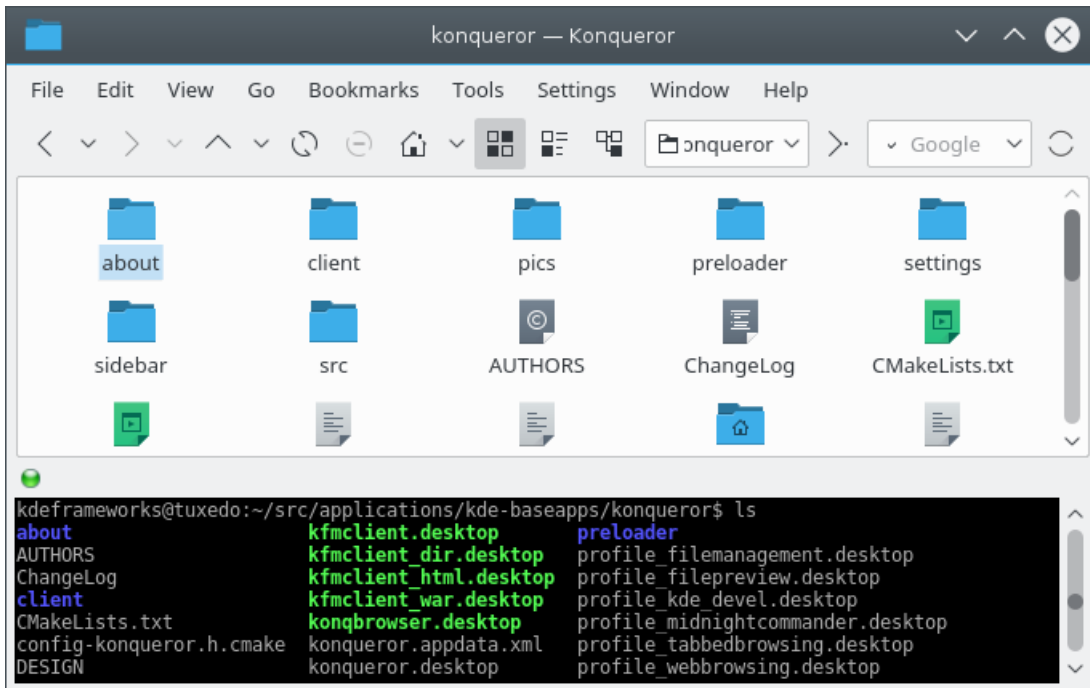 konqueror — Konqueror
File Edit View Go Bookmarks Tools Settings Window Help
onqueror Google
about client pics preloader settings
sidebar src AUTHORS ChangeLog CMakeLists.txt
kdeframeworks@tuxedo:~/src/applications/kde-baseapps/konqueror$ ls
about kfmclient.desktop preloader
AUTHORS kfmclient_dir.desktop profile_filemanagement.desktop
ChangeLog kfmclient_html.desktop profile_filepreview.desktop
client kfmclient_war.desktop profile_kde_devel.desktop
CMakeLists.txt konqbrowser.desktop profile_midnightcommander.desktop
config-konqueror.h.cmake konqueror.appdata.xml profile_tabbedbrowsing.desktop
DESIGN konqueror.desktop profile_webbrowsing.desktop